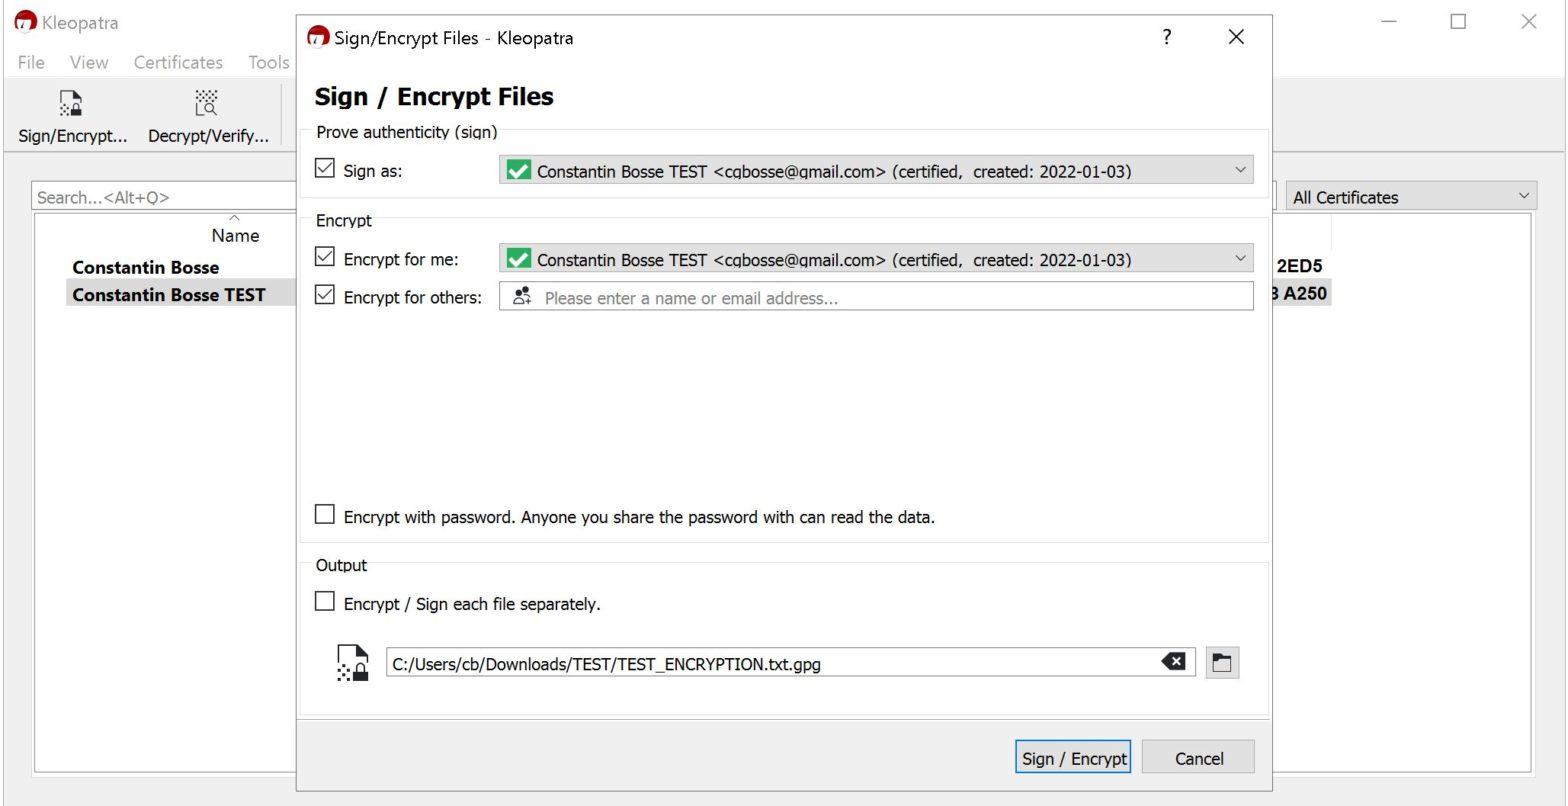 Kleopatra
File View Certificates Tools
Sign/Encrypt... Decrypt/Verify...
Search...<Alt+Q>
All Certificates
Name
Constantin Bosse
2ED5
Constantin Bosse TEST
A250
Sign/Encrypt Files - Kleopatra
?
Sign / Encrypt Files
Prove authenticity (sign)
Sign as: Constantin Bosse TEST <cgbosse@gmail.com> (certified, created: 2022-01-03)
Encrypt
Encrypt for me: Constantin Bosse TEST <cgbosse@gmail.com> (certified, created: 2022-01-03)
Encrypt for others: Please enter a name or email address...
Encrypt with password. Anyone you share the password with can read the data.
Output
Encrypt / Sign each file separately.
C:/Users/cb/Downloads/TEST/TEST_ENCRYPTION.txt.gpg
Sign / Encrypt Cancel